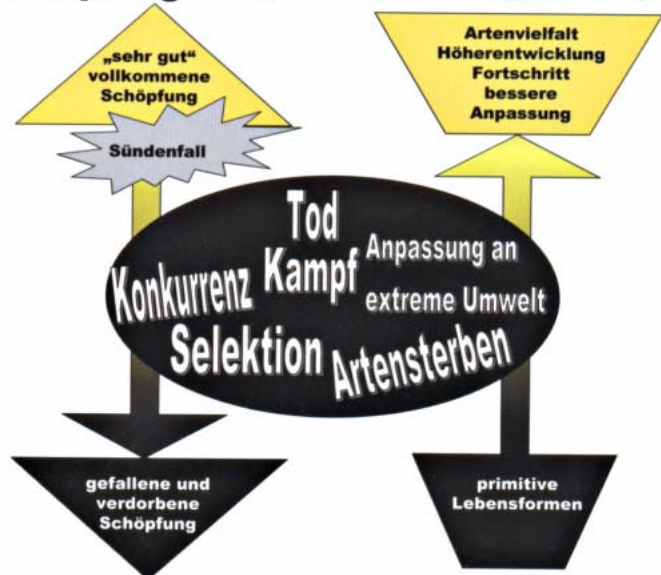 „sehr gut“
vollkommene
Schöpfung
Sündenfall
Artenvielfalt
Höherentwicklung
Fortschritt
bessere
Anpassung
Tod
Konkurrenz
Kampf
Anpassung an
extreme Umwelt
Selektion
Artensterben
gefallene und
verdorbene
Schöpfung
primitive
Lebensformen